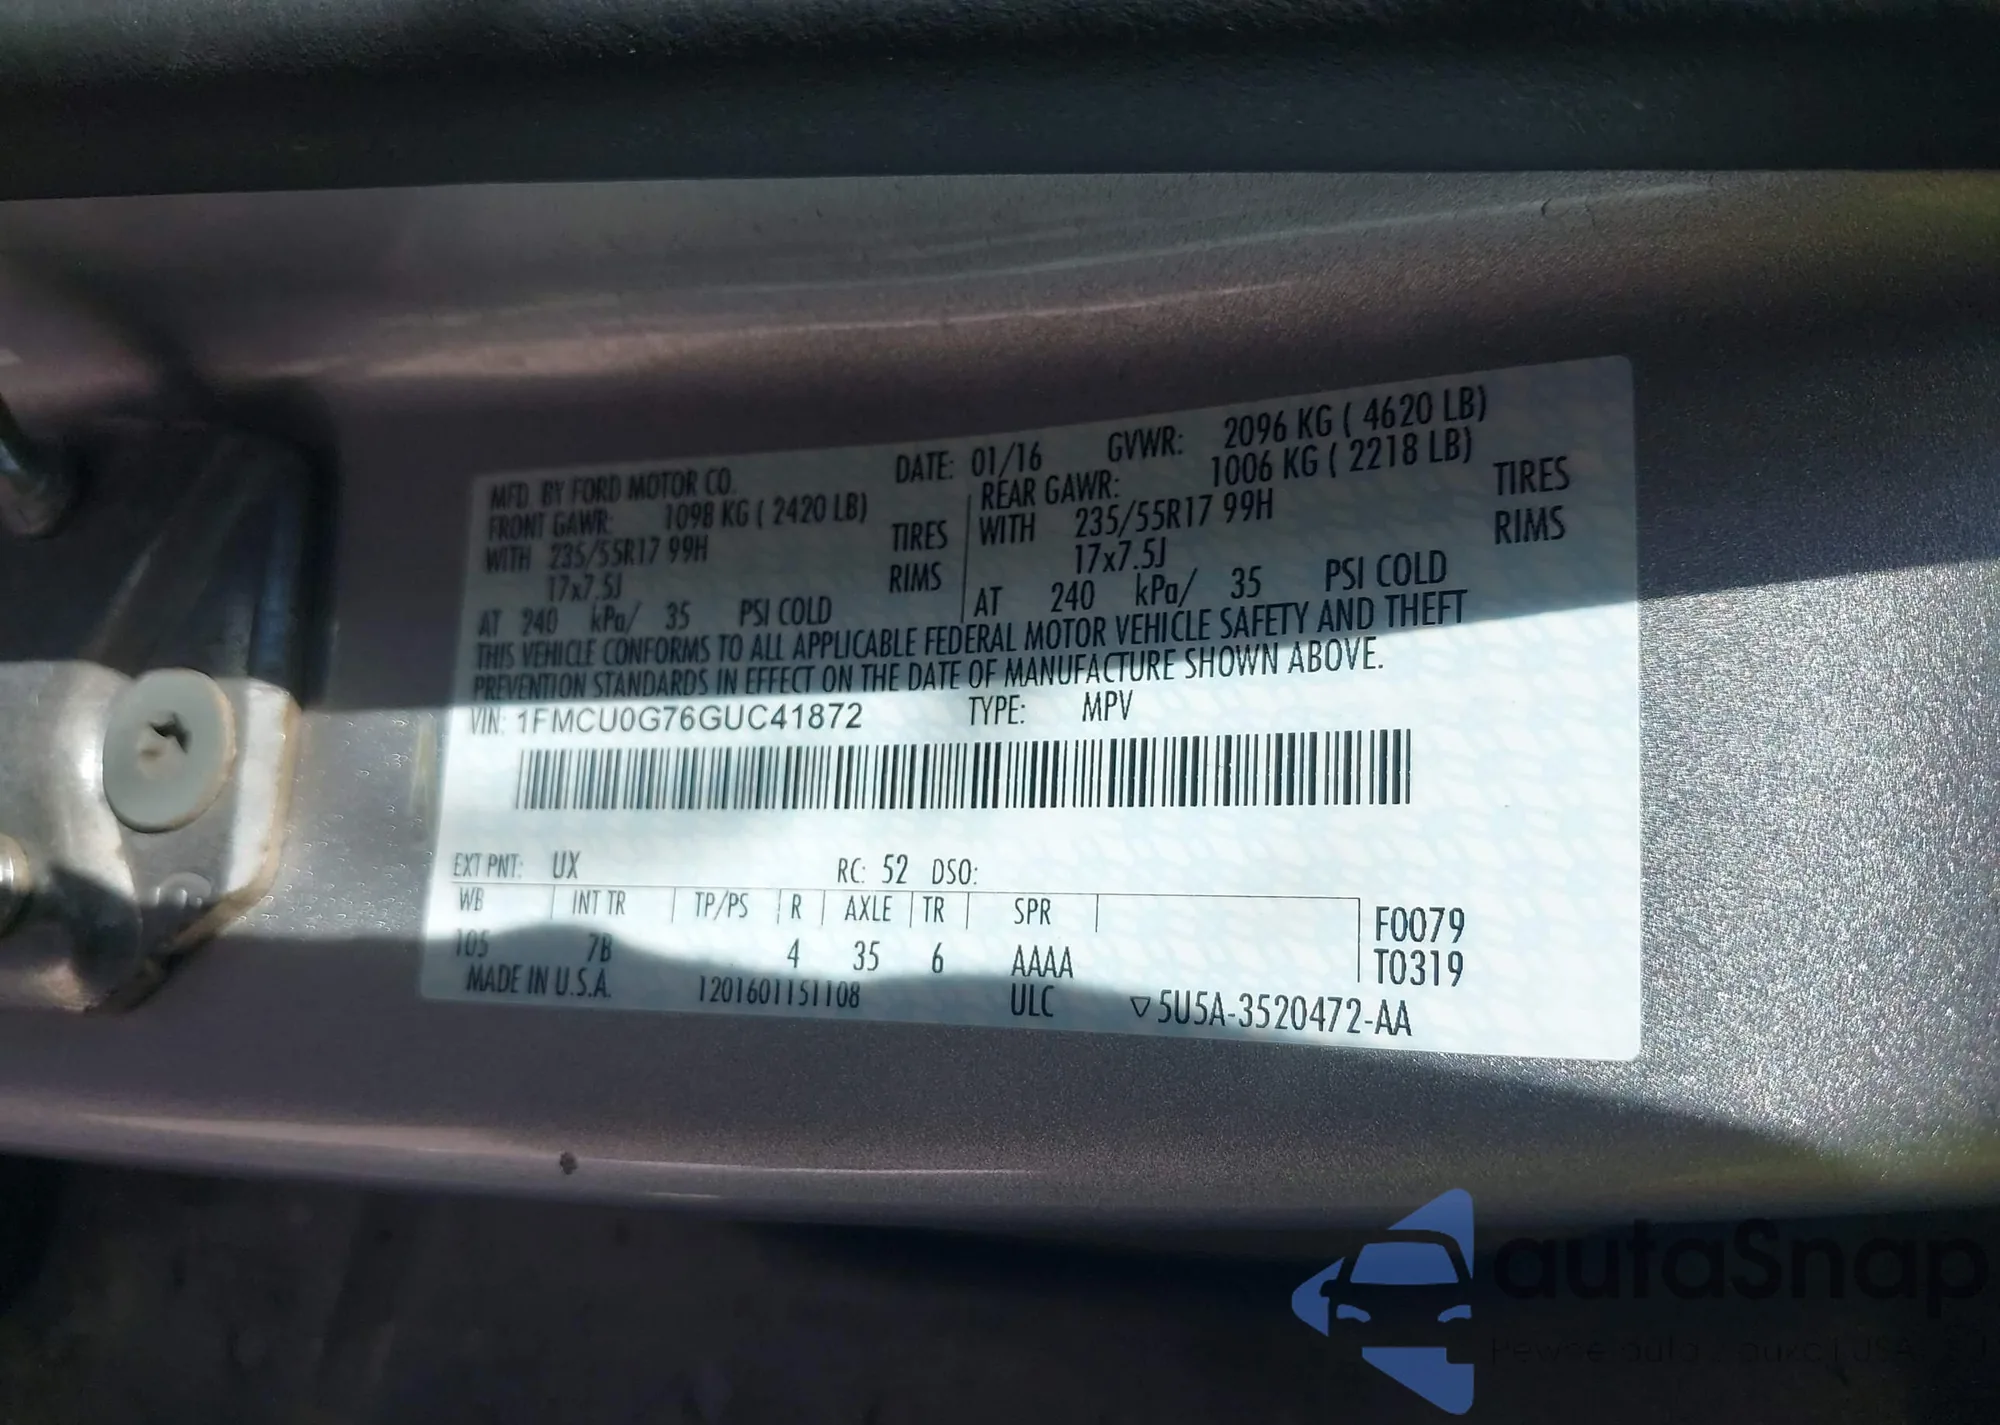 MFD. BY FORD MOTOR CO. DATE: 01/16 GVWR: 2096 KG ( 4620 LB)
FRONT GAWR: 1098 KG ( 2420 LB) REAR GAWR: 1006 KG ( 2218 LB)
WITH 235/55R17 99H TIRES WITH 235/55R17 99H TIRES
17x7.5J RIMS 17x7.5J RIMS
AT 240 kPa/ 35 PSI COLD AT 240 kPa/ 35 PSI COLD
THIS VEHICLE CONFORMS TO ALL APPLICABLE FEDERAL MOTOR VEHICLE SAFETY AND THEFT
PREVENTION STANDARDS IN EFFECT ON THE DATE OF MANUFACTURE SHOWN ABOVE.
VIN: 1FMCU0G76GUC41872 TYPE: MPV
EXT PNT: UX RC: 52 DSO:
WB INT TR TP/PS R AXLE TR SPR F0079
105 7B 4 35 6 AAAA T0319
MADE IN U.S.A. 1201601151108 ULC ▽5U5A-3520472-AA
autaSnap